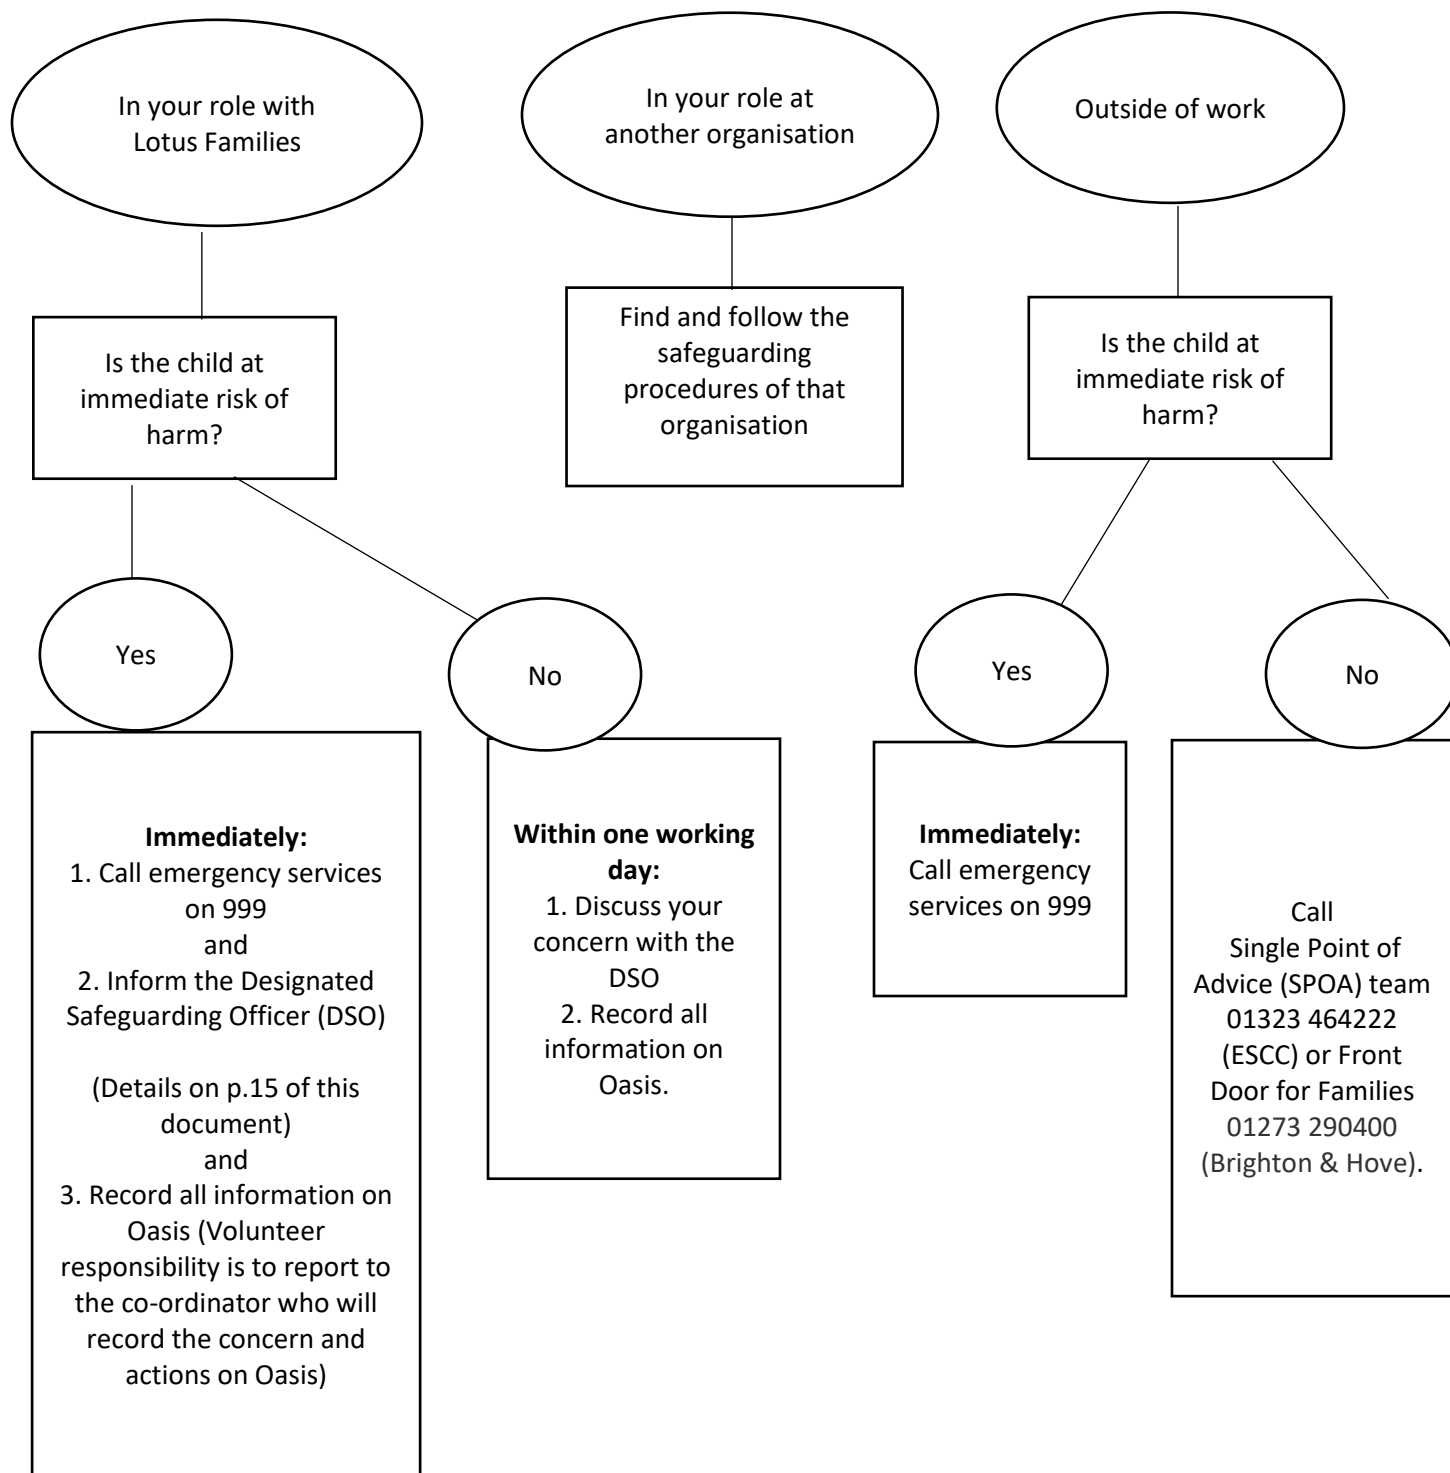 In your role with
Lotus Families
In your role at
another organisation
Outside of work
Is the child at
immediate risk of
harm?
Find and follow the
safeguarding
procedures of that
organisation
Is the child at
immediate risk of
harm?
Yes
No
Yes
No
Immediately:
1. Call emergency services
on 999
and
2. Inform the Designated
Safeguarding Officer (DSO)
(Details on p.15 of this
document)
and
3. Record all information on
Oasis (Volunteer
responsibility is to report to
the co-ordinator who will
record the concern and
actions on Oasis)
Within one working
day:
1. Discuss your
concern with the
DSO
2. Record all
information on
Oasis.
Immediately:
Call emergency
services on 999
Call
Single Point of
Advice (SPOA) team
01323 464222
(ESCC) or Front
Door for Families
01273 290400
(Brighton & Hove).